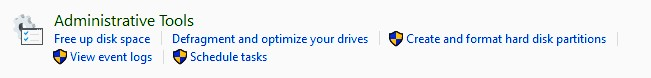 Administrative Tools
Free up disk space Defragment and optimize your drives Create and format hard disk partitions
View event logs Schedule tasks